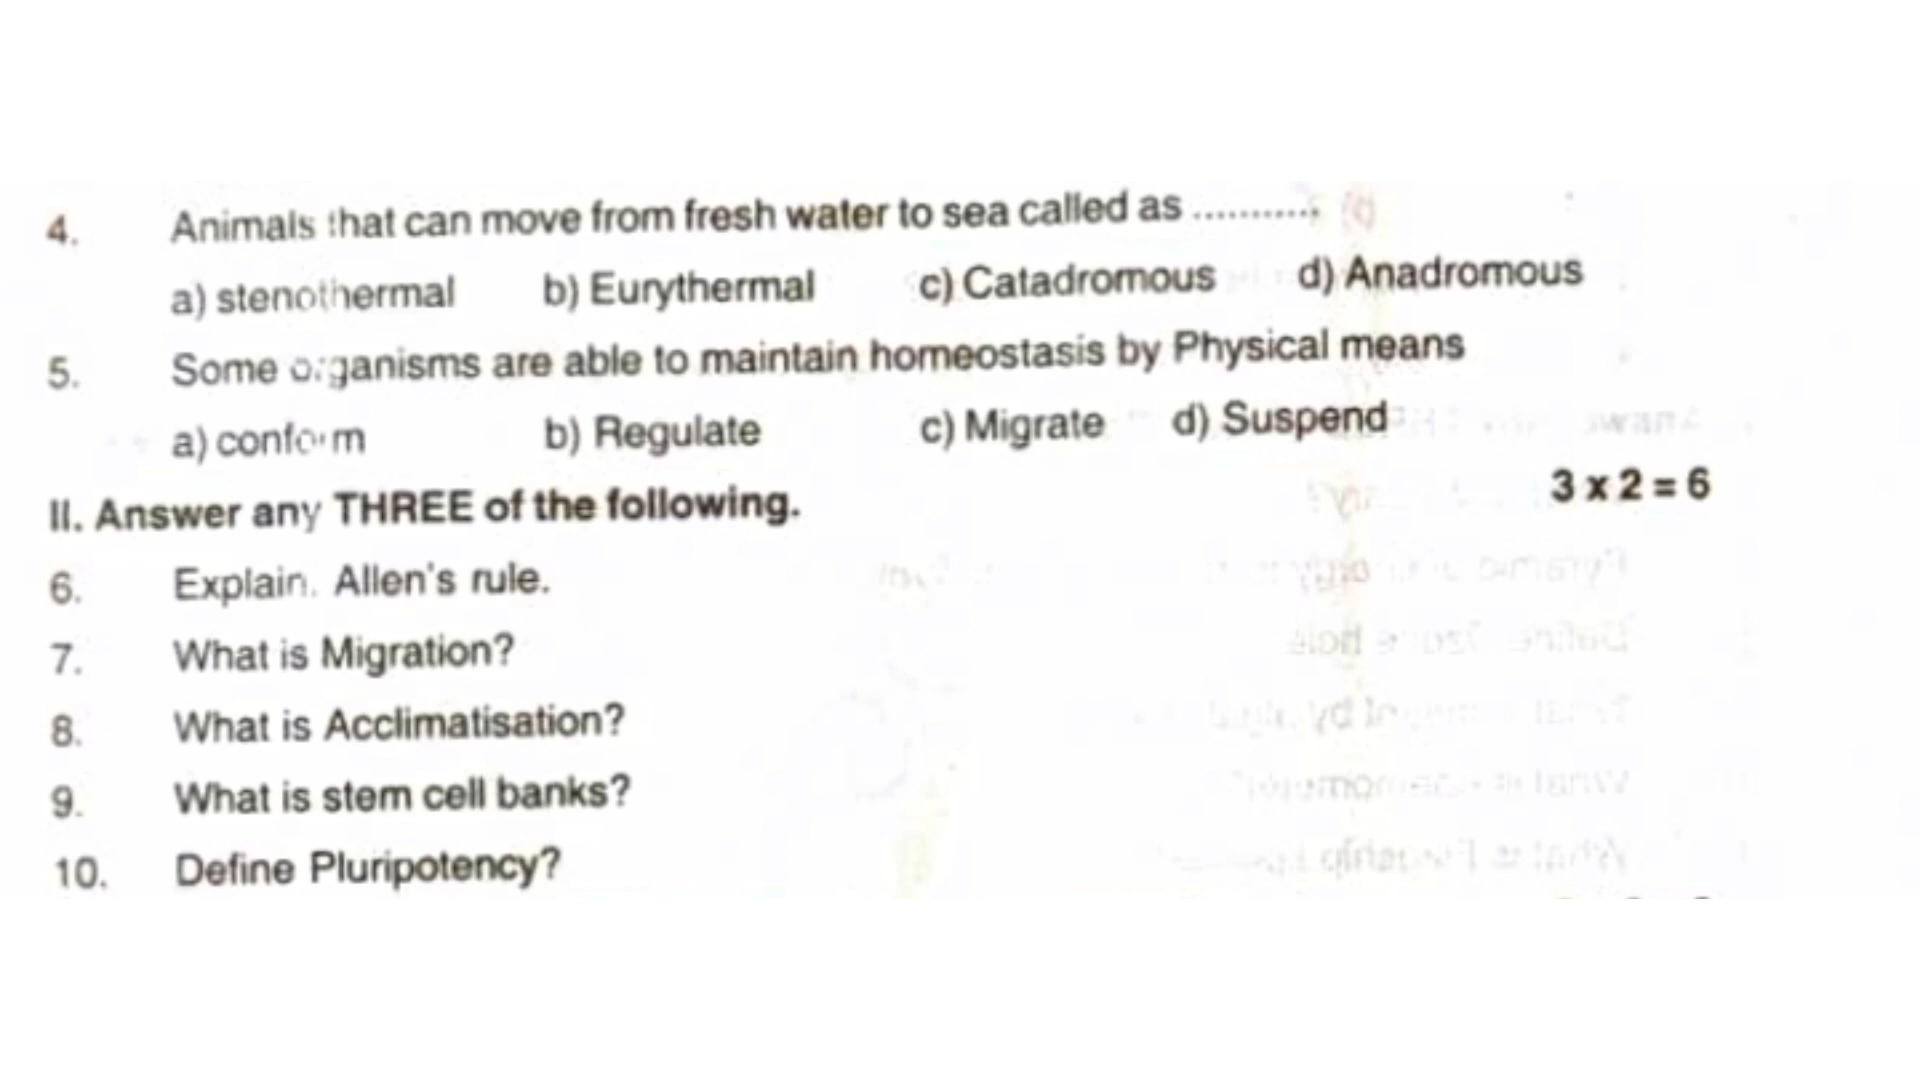 4. Animals that can move from fresh water to sea called as ...........
a) stenothermal b) Eurythermal c) Catadromous d) Anadromous
5. Some organisms are able to maintain homeostasis by Physical means
a) conform b) Regulate c) Migrate d) Suspend
II. Answer any THREE of the following. 3 x 2 = 6
6. Explain. Allen's rule.
7. What is Migration?
8. What is Acclimatisation?
9. What is stem cell banks?
10. Define Pluripotency?